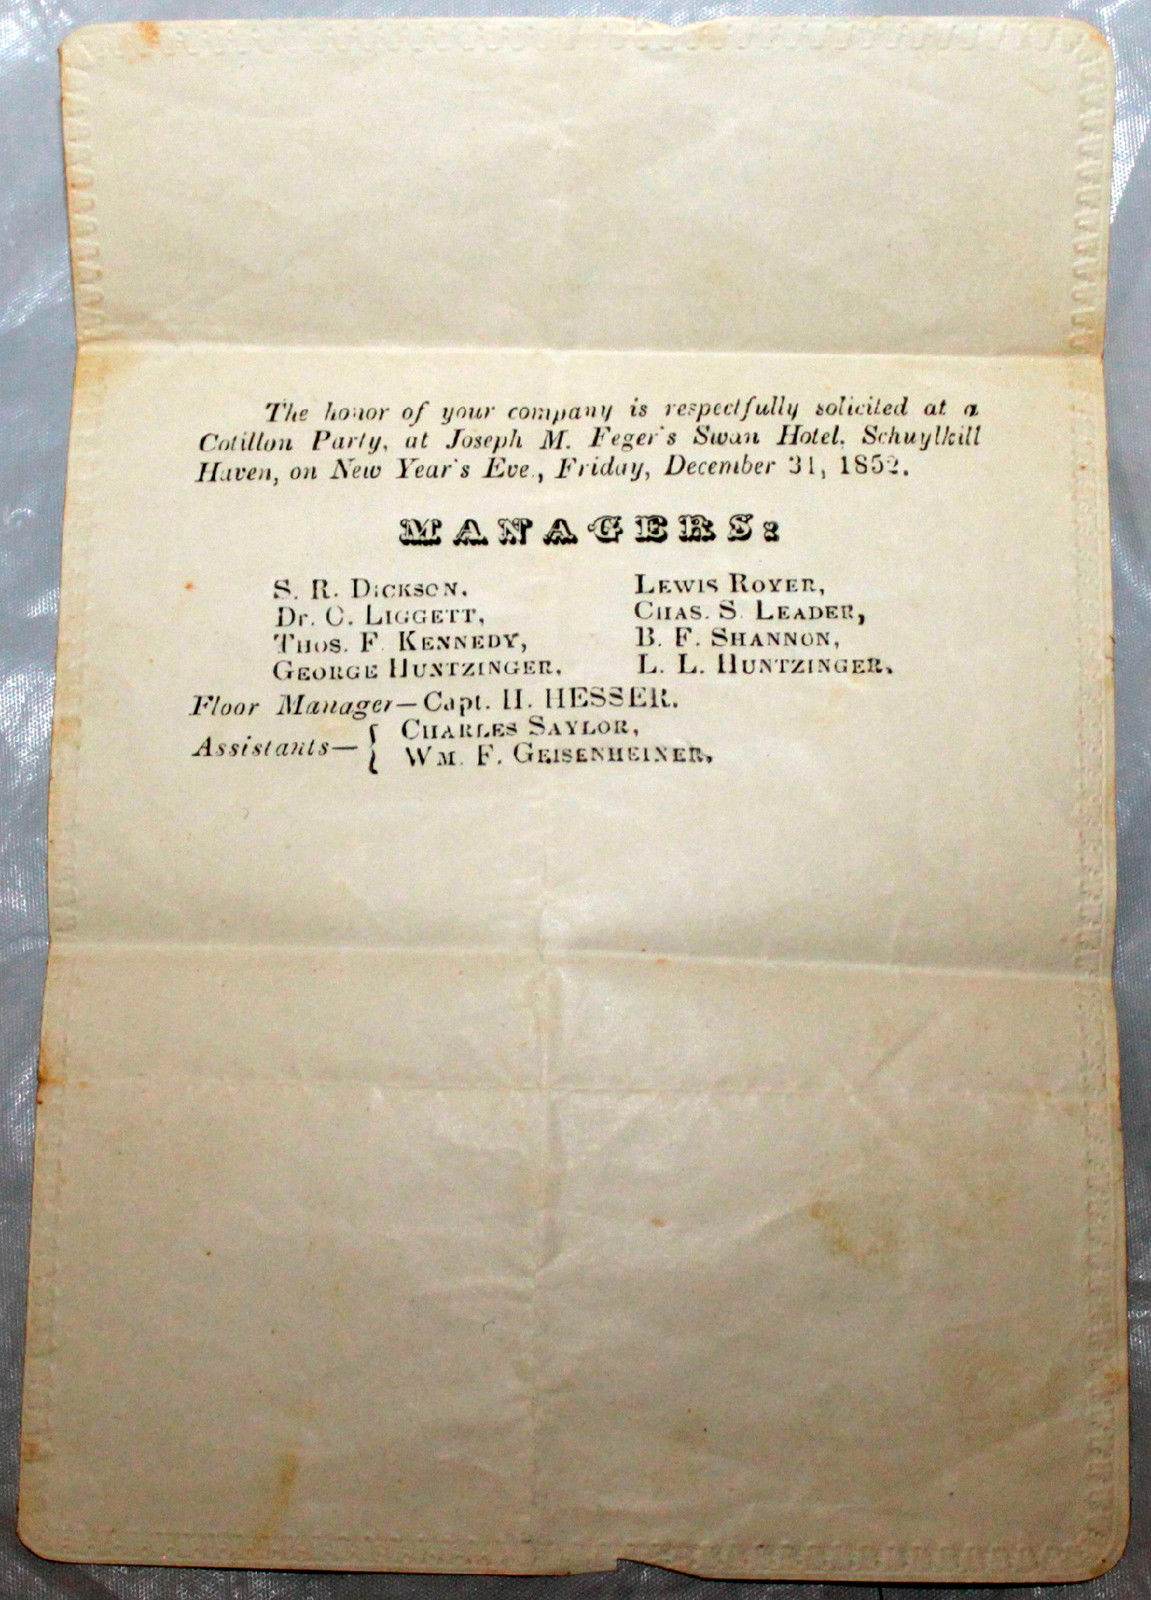 The honor of your company is respectfully solicited at a
Cotillon Party, at Joseph M. Feger's Swan Hotel, Schuylkill
Haven, on New Year's Eve., Friday, December 31, 1852.
MANAGERS:
S. R. DICKSON, LEWIS ROYER,
Dr. C. LIGGETT, CHAS. S. LEADER,
THOS. F. KENNEDY, B. F. SHANNON,
GEORGE HUNTZINGER, L. L. HUNTZINGER.
Floor Manager—Capt. H. HESSER.
Assistants— { CHARLES SAYLOR,
WM. F. GEISENHEINER,